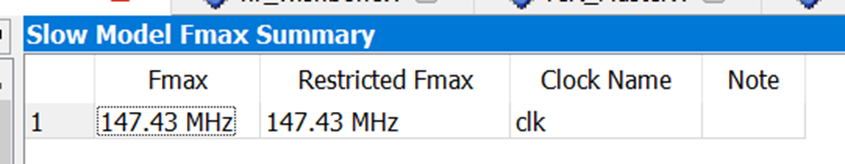 Slow Model Fmax Summary
Fmax Restricted Fmax Clock Name Note
1 147.43 MHz 147.43 MHz clk